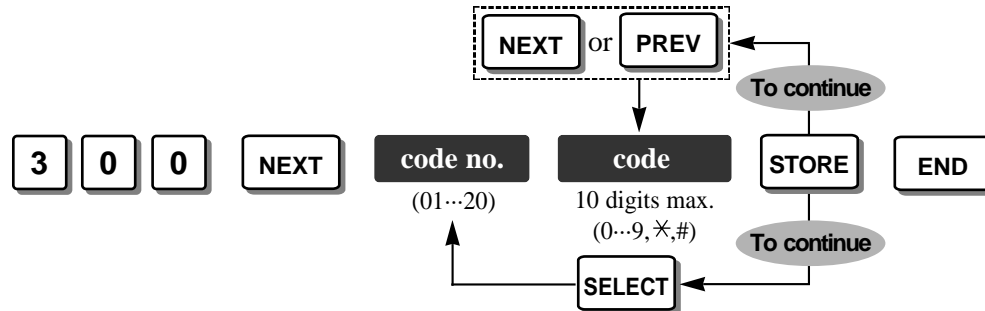 NEXT or PREV
To continue
3 0 0 NEXT code no. code STORE END
(01···20) 10 digits max.
(0···9,✳,#)
To continue
SELECT